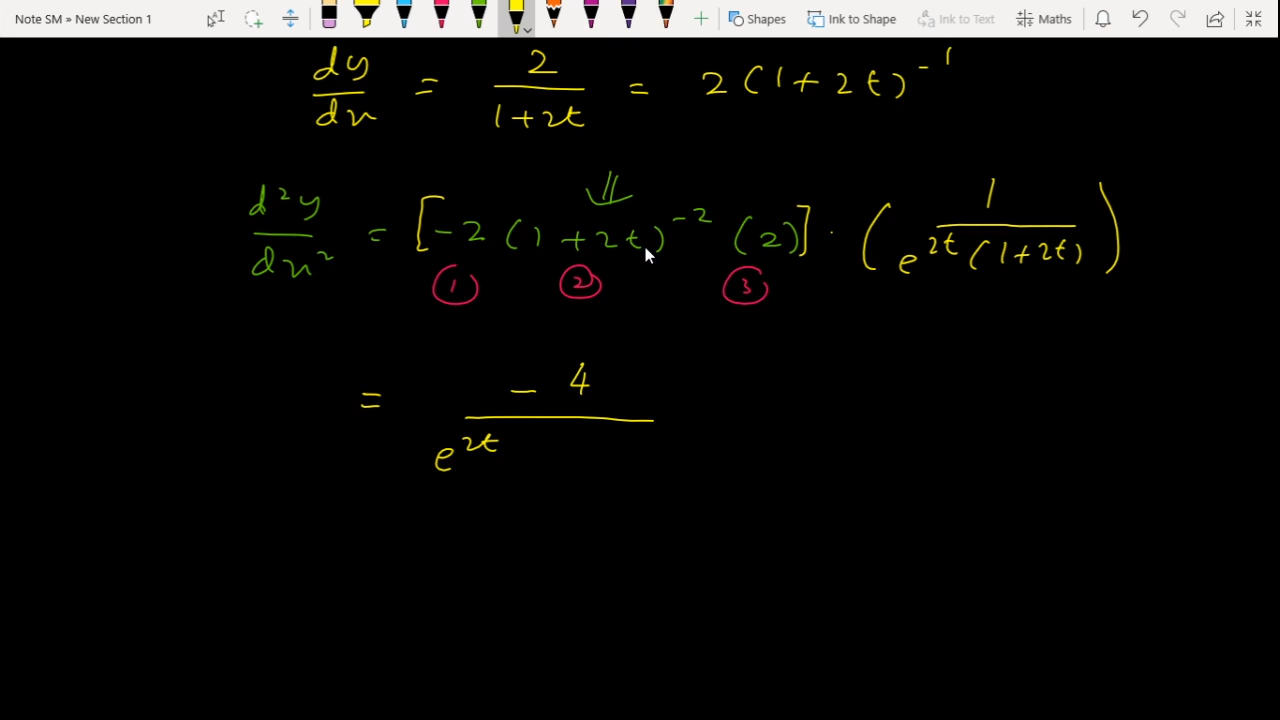 Note SM » New Section 1 Shapes Ink to Shape Ink to Text Maths
dy/dx = 2/(1+2t) = 2(1+2t)^-1
d²y/dx² = [-2(1+2t)^-2 (2)] · (1/(e^2t(1+2t)))
① ② ③
= -4/e^2t